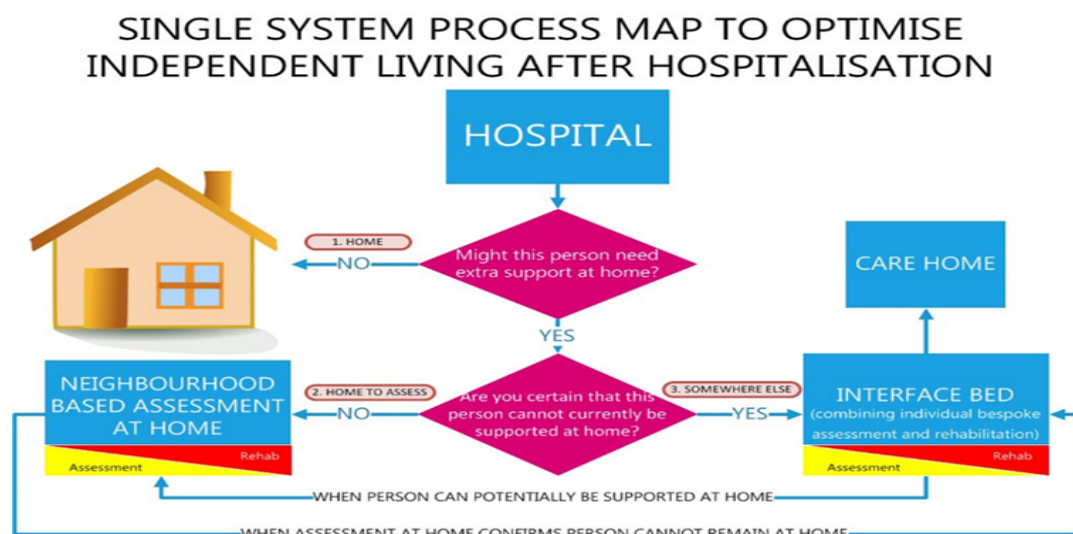 SINGLE SYSTEM PROCESS MAP TO OPTIMISE
INDEPENDENT LIVING AFTER HOSPITALISATION
HOSPITAL
1. HOME
NO
Might this person need
extra support at home?
CARE HOME
YES
NEIGHBOURHOOD
BASED ASSESSMENT
AT HOME
Rehab
Assessment
2. HOME TO ASSESS
NO
Are you certain that this
person cannot currently be
supported at home?
3. SOMEWHERE ELSE
YES
INTERFACE BED
(combining individual bespoke
assessment and rehabilitation)
Rehab
Assessment
WHEN PERSON CAN POTENTIALLY BE SUPPORTED AT HOME
WHEN ASSESSMENT AT HOME CONFIRMS PERSON CANNOT REMAIN AT HOME